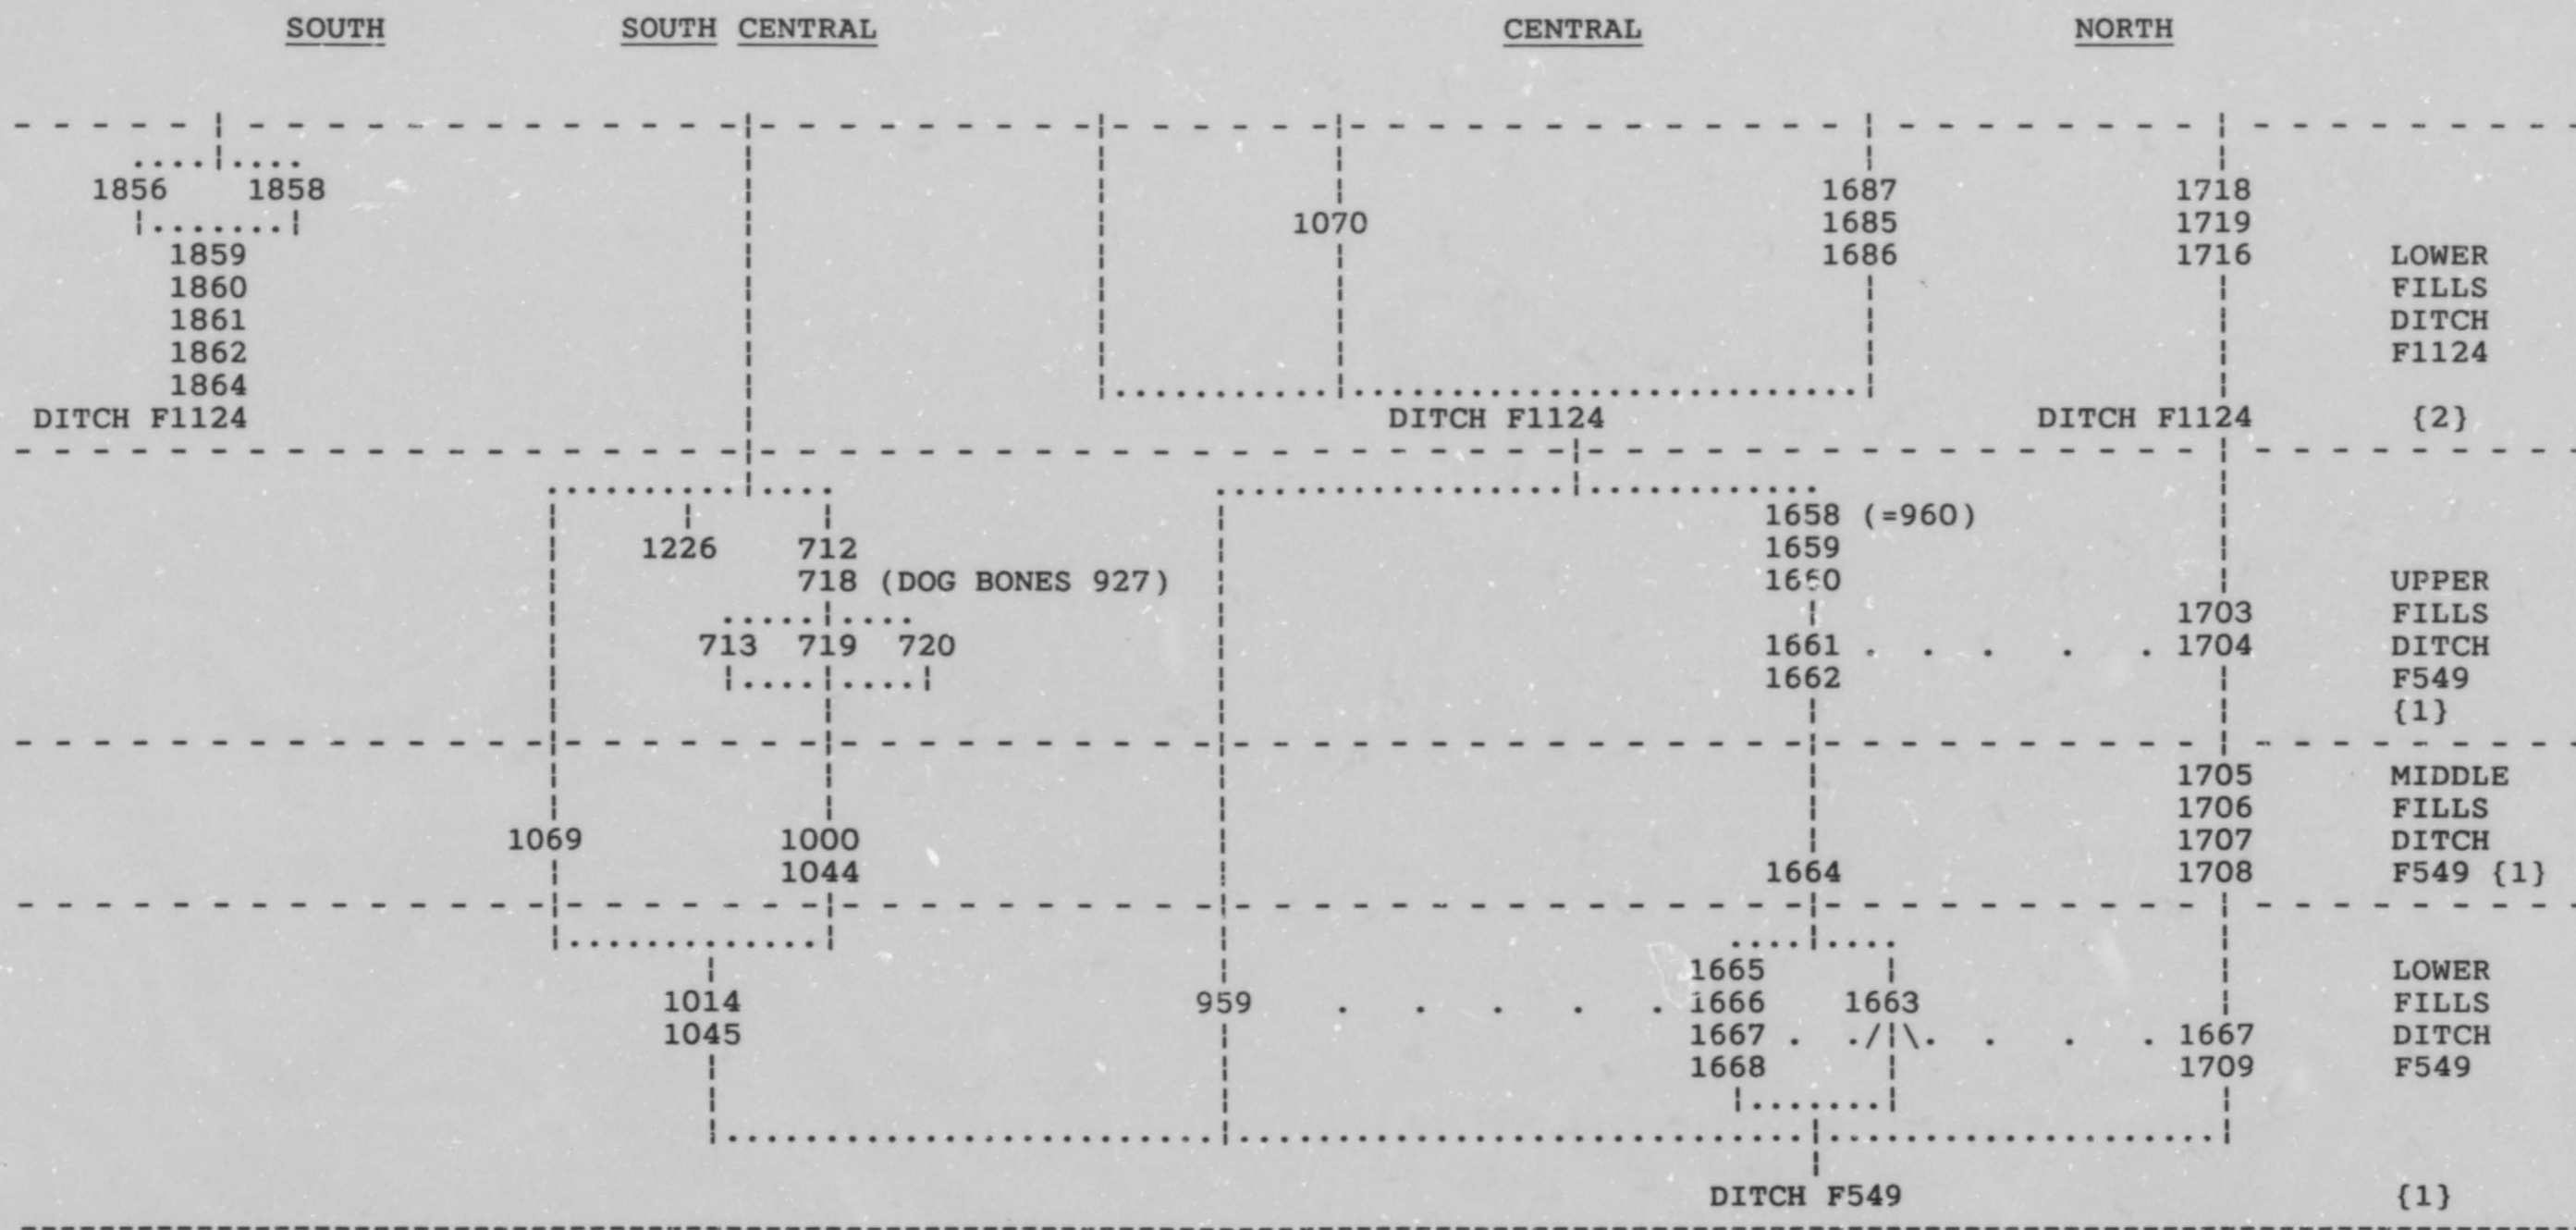 SOUTH SOUTH CENTRAL CENTRAL NORTH
1856 1858 1687 1718
1070 1685 1719
1859 1686 1716 LOWER
1860 FILLS
1861 DITCH
1862 F1124
1864
DITCH F1124 DITCH F1124 DITCH F1124 {2}
1658 (=960)
1226 712 1659
718 (DOG BONES 927) 1660 UPPER
1703 FILLS
713 719 720 1661 . . . . . 1704 DITCH
1662 F549
{1}
1705 MIDDLE
1706 FILLS
1069 1000 1707 DITCH
1044 1664 1708 F549 {1}
1665 LOWER
1014 959 . . . . . 1666 1663 FILLS
1045 1667 . ./¦\. . . . 1667 DITCH
1668 1709 F549
DITCH F549 {1}